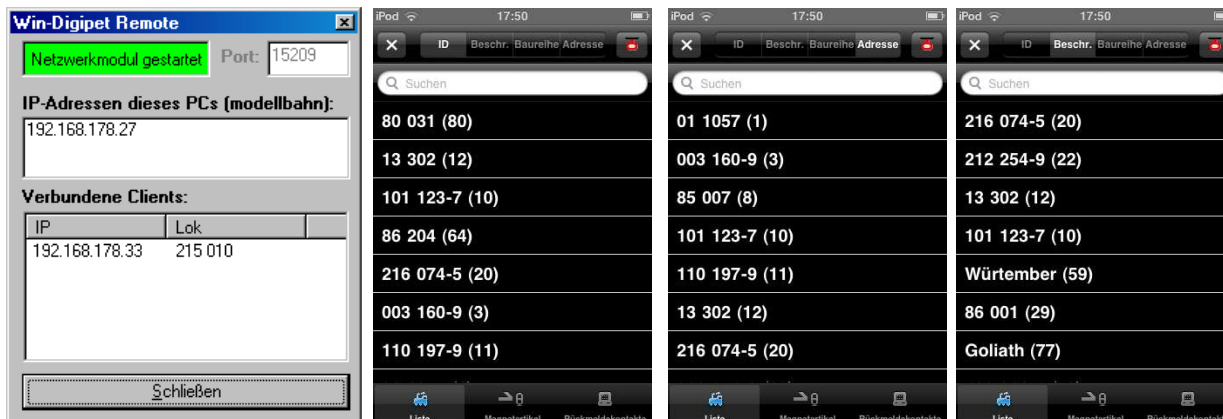 Win-Digipet Remote
Netzwerkmodul gestartet Port: 15209
IP-Adressen dieses PCs (modellbahn):
192.168.178.27
Verbundene Clients:
IP Lok
192.168.178.33 215 010
Schließen
iPod 17:50
ID Beschr. Baureihe Adresse
Suchen
80 031 (80)
13 302 (12)
101 123-7 (10)
86 204 (64)
216 074-5 (20)
003 160-9 (3)
110 197-9 (11)
Liste Magnetartikel Rückmeldekontakte
iPod 17:50
ID Beschr. Baureihe Adresse
Suchen
01 1057 (1)
003 160-9 (3)
85 007 (8)
101 123-7 (10)
110 197-9 (11)
13 302 (12)
216 074-5 (20)
Liste Magnetartikel Rückmeldekontakte
iPod 17:50
ID Beschr. Baureihe Adresse
Suchen
216 074-5 (20)
212 254-9 (22)
13 302 (12)
101 123-7 (10)
Würtember (59)
86 001 (29)
Goliath (77)
Liste Magnetartikel Rückmeldekontakte